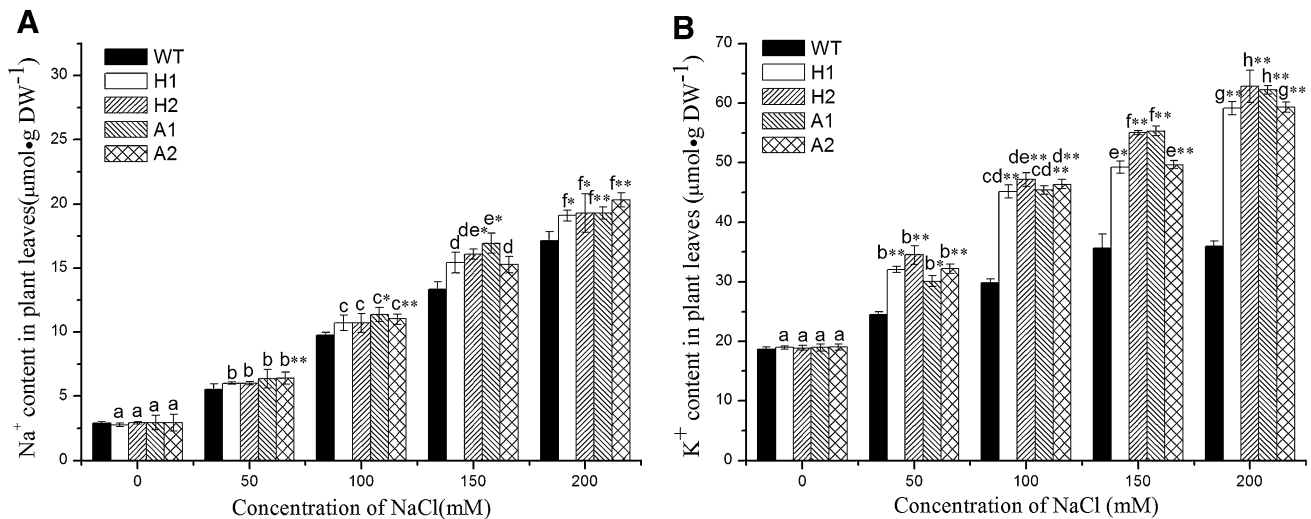 A
Na+ content in plant leaves(μmol•g DW-1)
35
30
25
20
15
10
5
0
WT
H1
H2
A1
A2
a a a a
b b b b**
c c c* c**
d de* e* d
f* f* f** f**
0 50 100 150 200
Concentration of NaCl(mM)
B
K+ content in plant leaves (μmol•g DW-1)
70
60
50
40
30
20
10
0
WT
H1
H2
A1
A2
a a a a
b** b** b* b**
cd** de** cd** d**
e* f** f** e**
g** h** h** g**
0 50 100 150 200
Concentration of NaCl (mM)